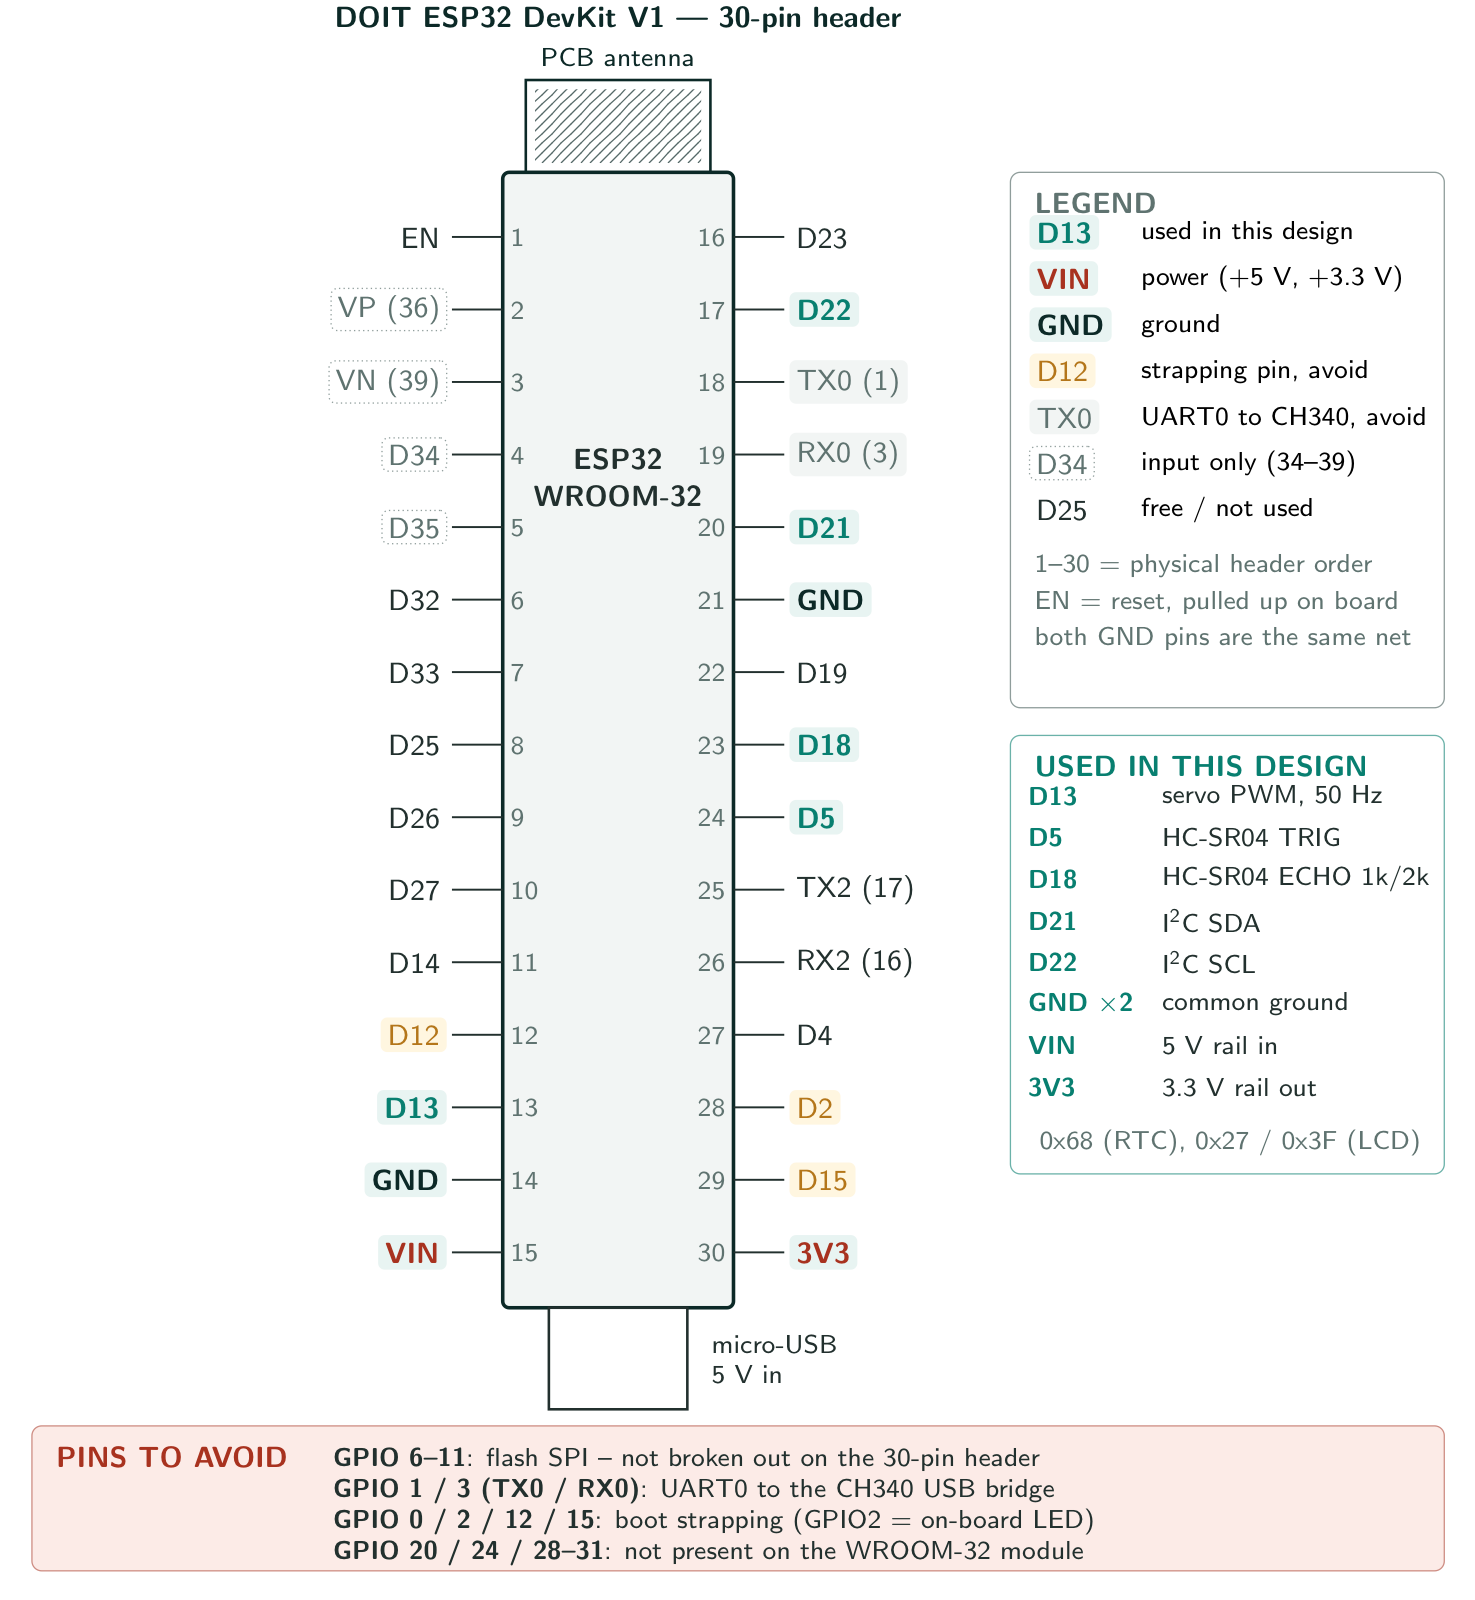 DOIT ESP32 DevKit V1 — 30-pin header
PCB antenna
EN 1 16 D23
VP (36) 2 17 D22
VN (39) 3 18 TX0 (1)
D34 4 19 RX0 (3)
ESP32
WROOM-32
D35 5 20 D21
D32 6 21 GND
D33 7 22 D19
D25 8 23 D18
D26 9 24 D5
D27 10 25 TX2 (17)
D14 11 26 RX2 (16)
D12 12 27 D4
D13 13 28 D2
GND 14 29 D15
VIN 15 30 3V3
micro-USB
5 V in
LEGEND
D13 used in this design
VIN power (+5 V, +3.3 V)
GND ground
D12 strapping pin, avoid
TX0 UART0 to CH340, avoid
D34 input only (34–39)
D25 free / not used
1–30 = physical header order
EN = reset, pulled up on board
both GND pins are the same net
USED IN THIS DESIGN
D13 servo PWM, 50 Hz
D5 HC-SR04 TRIG
D18 HC-SR04 ECHO 1k/2k
D21 I²C SDA
D22 I²C SCL
GND ×2 common ground
VIN 5 V rail in
3V3 3.3 V rail out
0x68 (RTC), 0x27 / 0x3F (LCD)
PINS TO AVOID
GPIO 6–11: flash SPI – not broken out on the 30-pin header
GPIO 1 / 3 (TX0 / RX0): UART0 to the CH340 USB bridge
GPIO 0 / 2 / 12 / 15: boot strapping (GPIO2 = on-board LED)
GPIO 20 / 24 / 28–31: not present on the WROOM-32 module